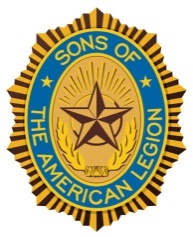 SONS OF
THE AMERICAN LEGION